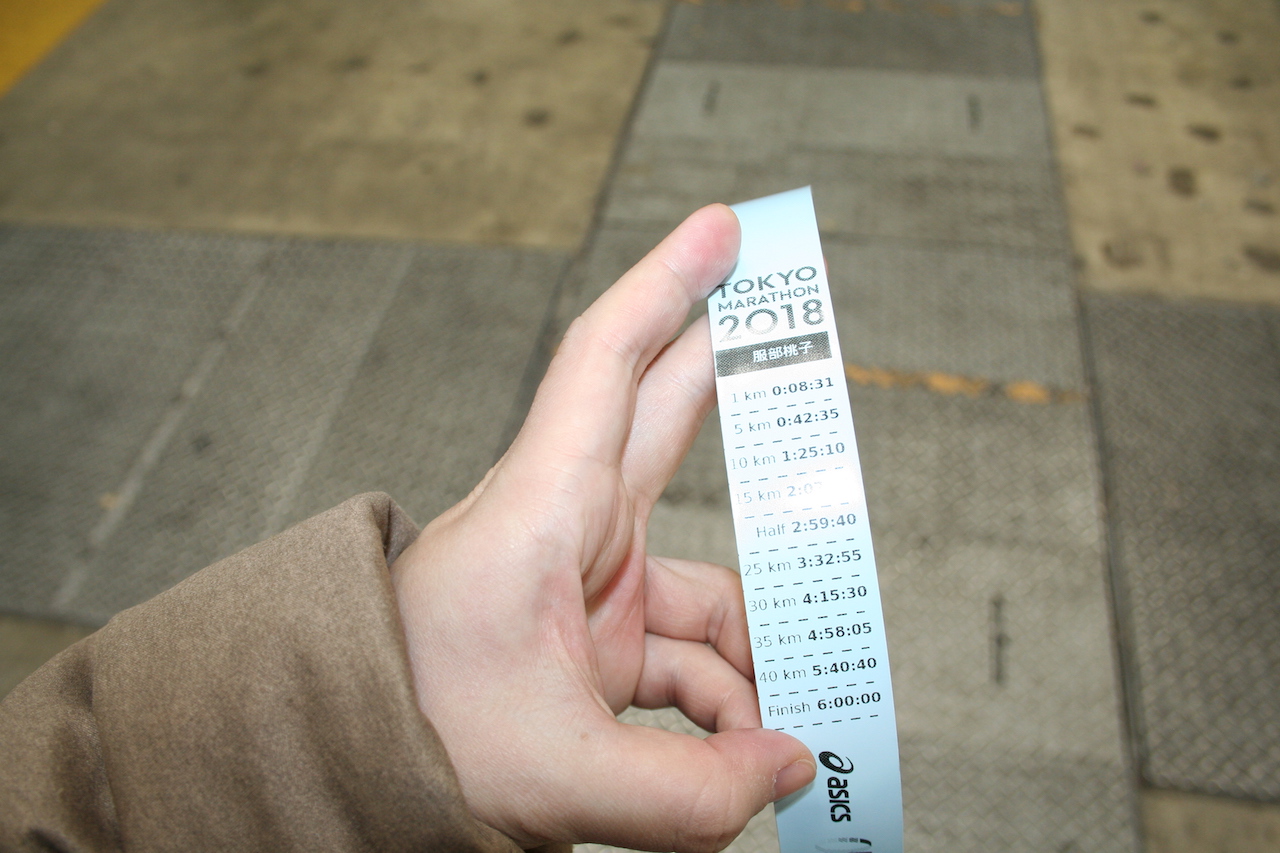 TOKYO
MARATHON
2018
服部桃子
1 km 0:08:31
5 km 0:42:35
10 km 1:25:10
15 km
Half 2:59:40
25 km 3:32:55
30 km 4:15:30
35 km 4:58:05
40 km 5:40:40
Finish 6:00:00
asics